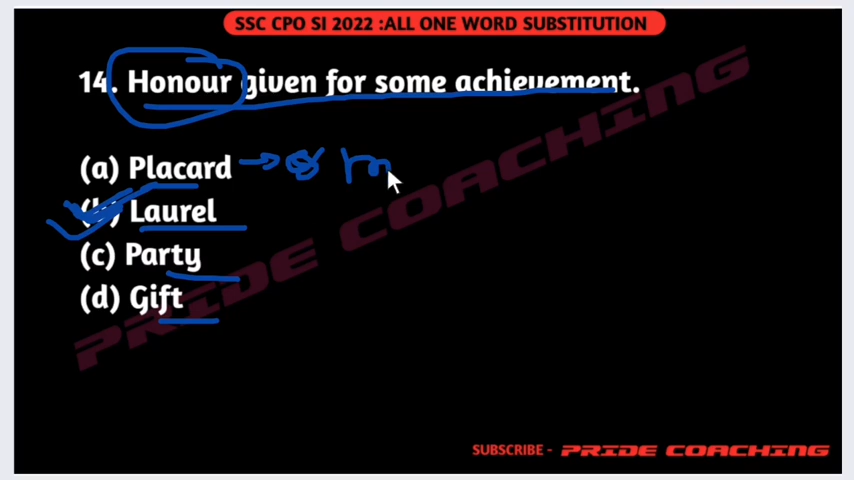 SSC CPO SI 2022 :ALL ONE WORD SUBSTITUTION
14. Honour given for some achievement.
(a) Placard
(b) Laurel
(c) Party
(d) Gift
PRIDE COACHING
SUBSCRIBE - PRIDE COACHING